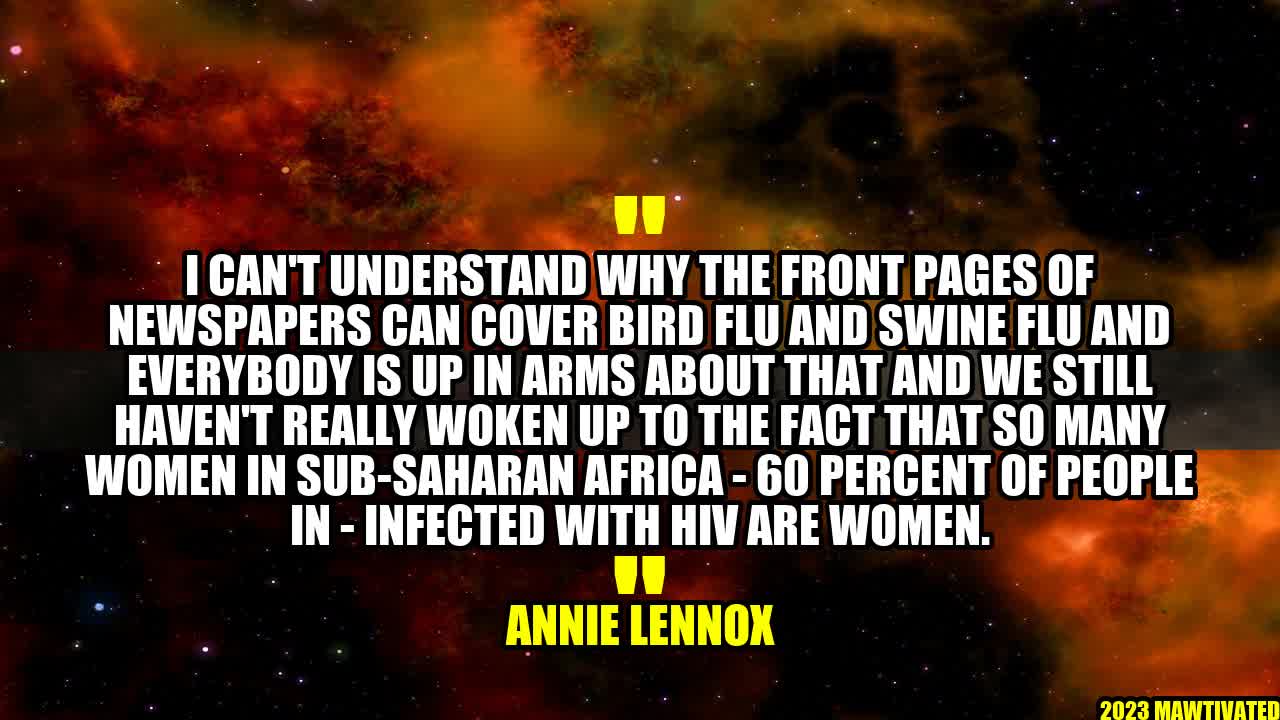 "
I CAN'T UNDERSTAND WHY THE FRONT PAGES OF
NEWSPAPERS CAN COVER BIRD FLU AND SWINE FLU AND
EVERYBODY IS UP IN ARMS ABOUT THAT AND WE STILL
HAVEN'T REALLY WOKEN UP TO THE FACT THAT SO MANY
WOMEN IN SUB-SAHARAN AFRICA - 60 PERCENT OF PEOPLE
IN - INFECTED WITH HIV ARE WOMEN.
"
ANNIE LENNOX
2023 MAWTIVATED